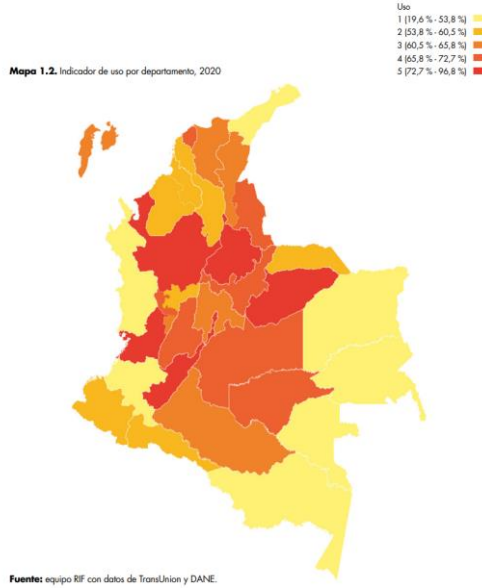 Uso
1 (19,6 % - 53,8 %)
2 (53,8 % - 60,5 %)
3 (60,5 % - 65,8 %)
4 (65,8 % - 72,7 %)
5 (72,7 % - 96,8 %)
Mapa 1.2. Indicador de uso por departamento, 2020
Fuente: equipo RIF con datos de TransUnion y DANE.